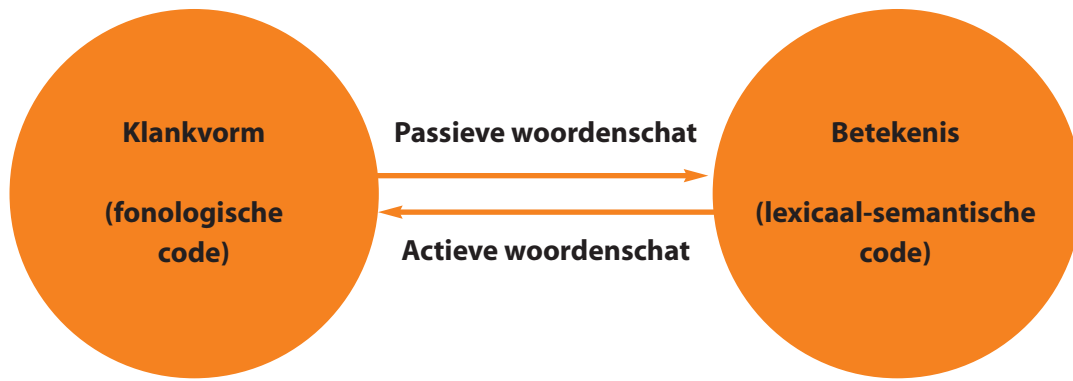 Klankvorm
(fonologische
code)
Passieve woordenschat
Actieve woordenschat
Betekenis
(lexicaal-semantische
code)